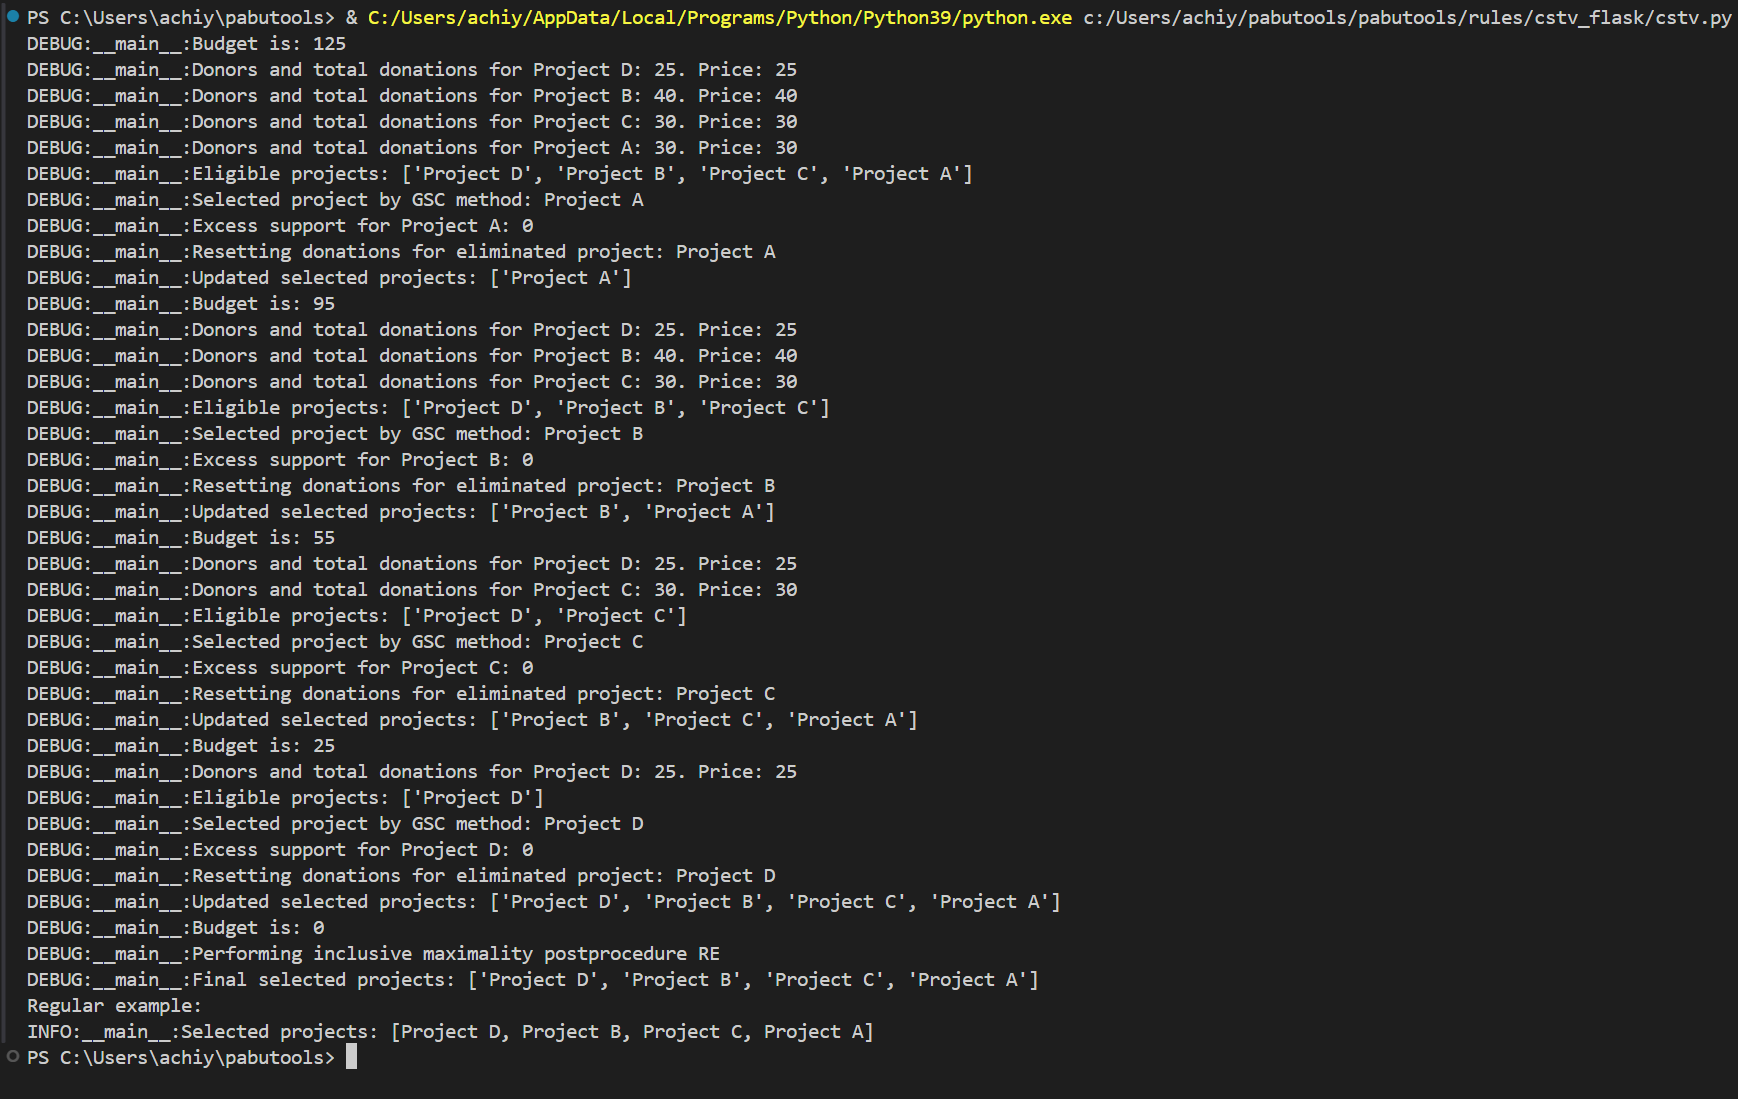 PS C:\Users\achiy\pabutools> & C:/Users/achiy/AppData/Local/Programs/Python/Python39/python.exe c:/Users/achiy/pabutools/pabutools/rules/cstv_flask/cstv.py
DEBUG:__main__:Budget is: 125
DEBUG:__main__:Donors and total donations for Project D: 25. Price: 25
DEBUG:__main__:Donors and total donations for Project B: 40. Price: 40
DEBUG:__main__:Donors and total donations for Project C: 30. Price: 30
DEBUG:__main__:Donors and total donations for Project A: 30. Price: 30
DEBUG:__main__:Eligible projects: ['Project D', 'Project B', 'Project C', 'Project A']
DEBUG:__main__:Selected project by GSC method: Project A
DEBUG:__main__:Excess support for Project A: 0
DEBUG:__main__:Resetting donations for eliminated project: Project A
DEBUG:__main__:Updated selected projects: ['Project A']
DEBUG:__main__:Budget is: 95
DEBUG:__main__:Donors and total donations for Project D: 25. Price: 25
DEBUG:__main__:Donors and total donations for Project B: 40. Price: 40
DEBUG:__main__:Donors and total donations for Project C: 30. Price: 30
DEBUG:__main__:Eligible projects: ['Project D', 'Project B', 'Project C']
DEBUG:__main__:Selected project by GSC method: Project B
DEBUG:__main__:Excess support for Project B: 0
DEBUG:__main__:Resetting donations for eliminated project: Project B
DEBUG:__main__:Updated selected projects: ['Project B', 'Project A']
DEBUG:__main__:Budget is: 55
DEBUG:__main__:Donors and total donations for Project D: 25. Price: 25
DEBUG:__main__:Donors and total donations for Project C: 30. Price: 30
DEBUG:__main__:Eligible projects: ['Project D', 'Project C']
DEBUG:__main__:Selected project by GSC method: Project C
DEBUG:__main__:Excess support for Project C: 0
DEBUG:__main__:Resetting donations for eliminated project: Project C
DEBUG:__main__:Updated selected projects: ['Project B', 'Project C', 'Project A']
DEBUG:__main__:Budget is: 25
DEBUG:__main__:Donors and total donations for Project D: 25. Price: 25
DEBUG:__main__:Eligible projects: ['Project D']
DEBUG:__main__:Selected project by GSC method: Project D
DEBUG:__main__:Excess support for Project D: 0
DEBUG:__main__:Resetting donations for eliminated project: Project D
DEBUG:__main__:Updated selected projects: ['Project D', 'Project B', 'Project C', 'Project A']
DEBUG:__main__:Budget is: 0
DEBUG:__main__:Performing inclusive maximality postprocedure RE
DEBUG:__main__:Final selected projects: ['Project D', 'Project B', 'Project C', 'Project A']
Regular example:
INFO:__main__:Selected projects: [Project D, Project B, Project C, Project A]
PS C:\Users\achiy\pabutools>